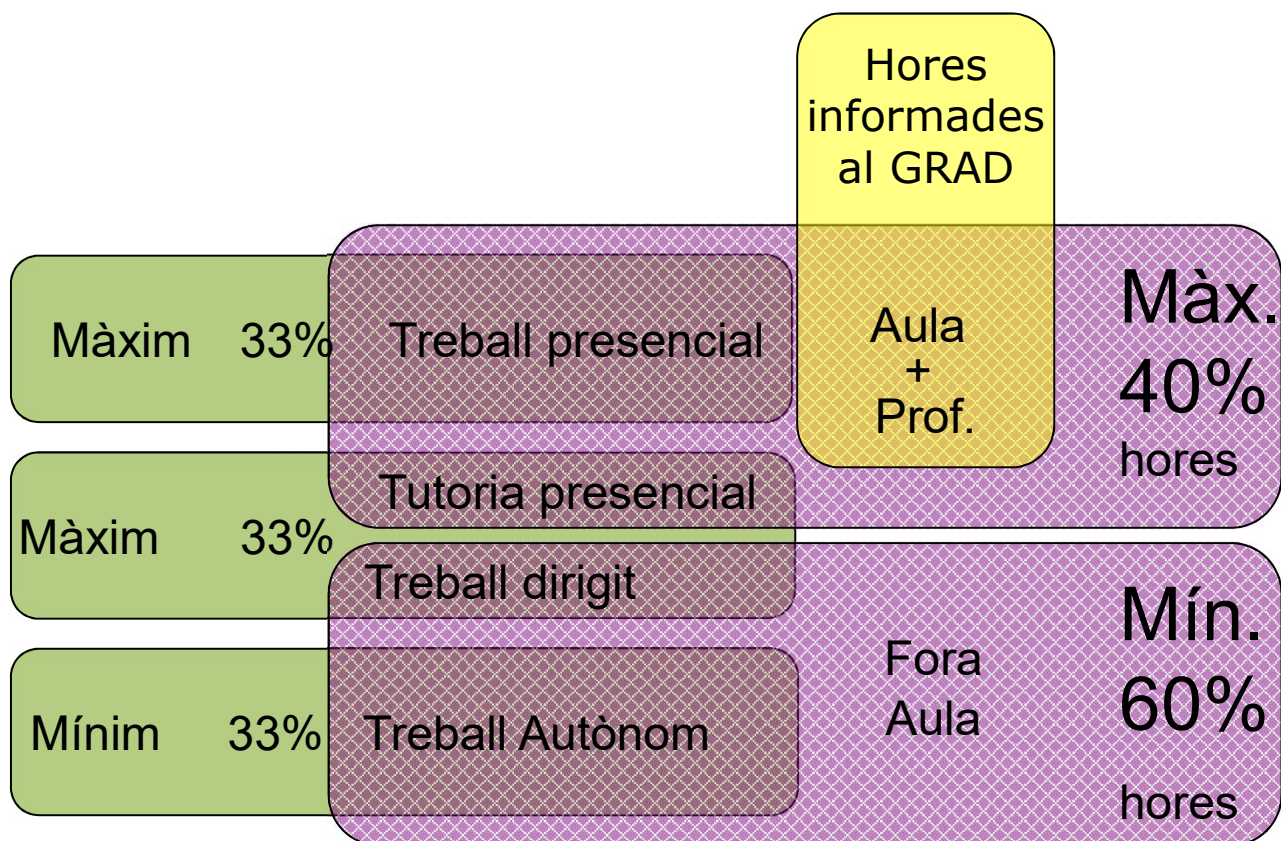 Hores
informades
al GRAD
Màxim 33% Treball presencial
Aula
+
Prof.
Màx.
40%
hores
Màxim 33%
Tutoria presencial
Treball dirigit
Mínim 33% Treball Autònom
Fora
Aula
Mín.
60%
hores